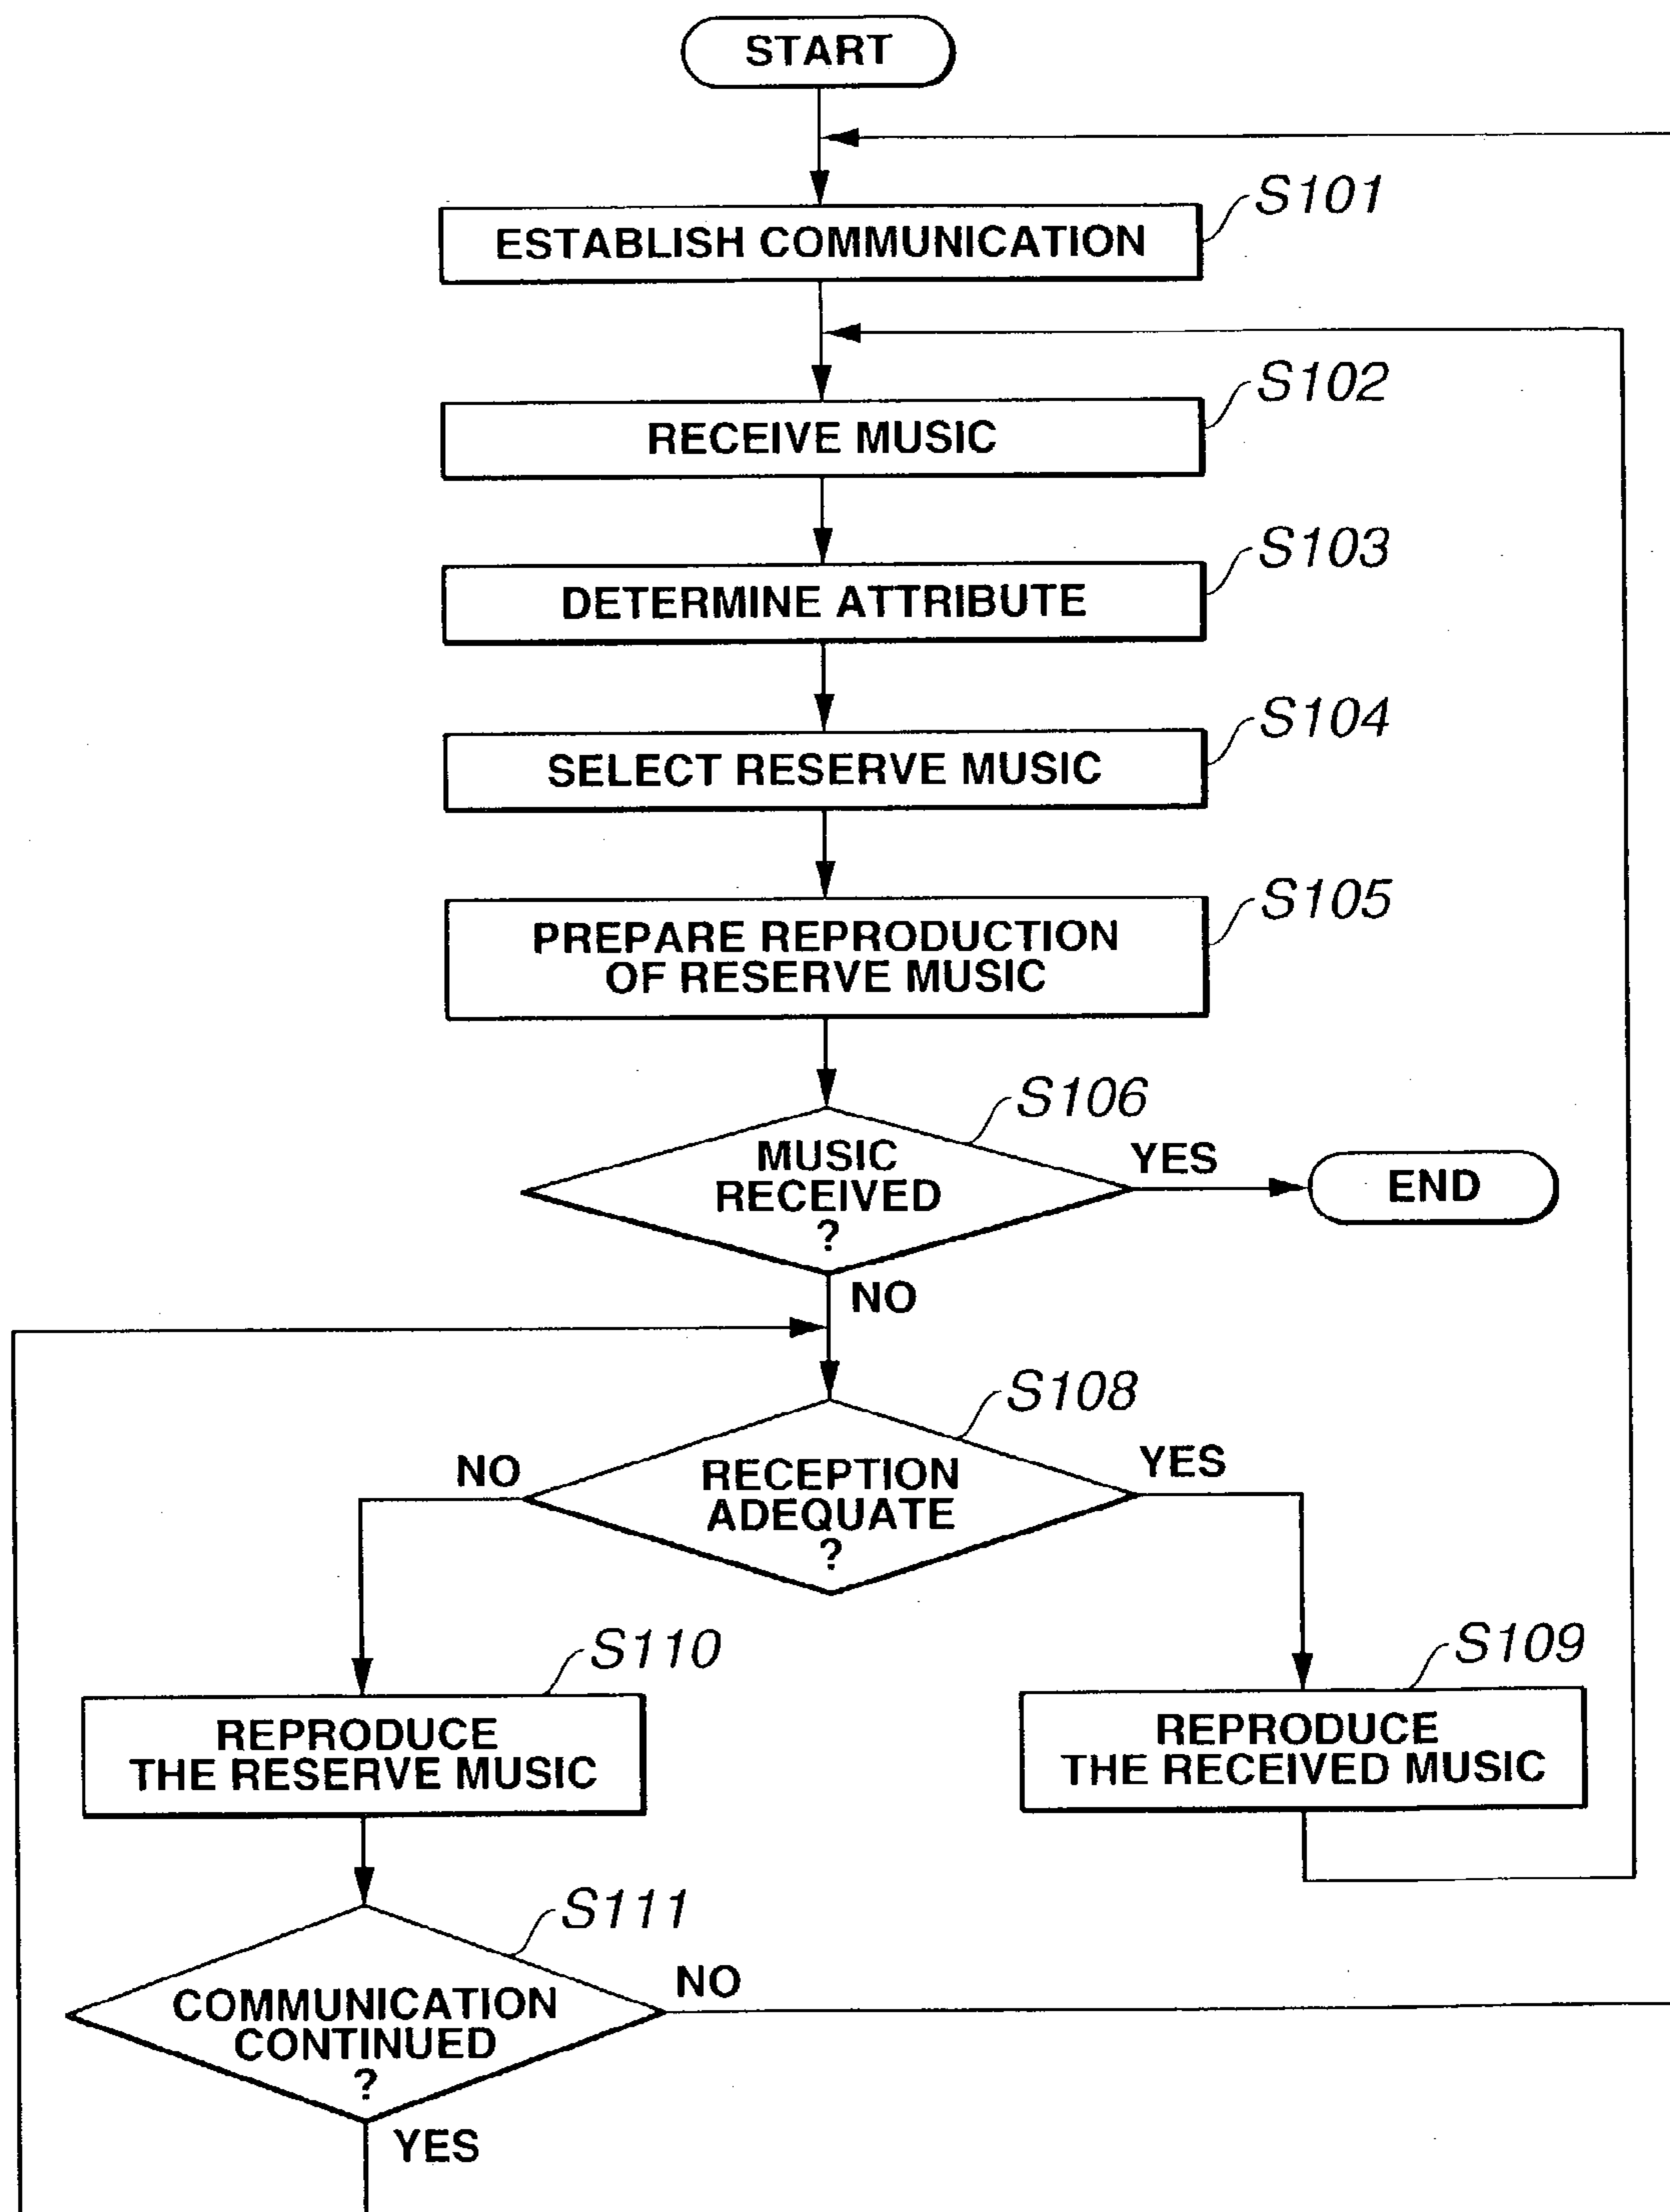 START
S101
ESTABLISH COMMUNICATION
S102
RECEIVE MUSIC
S103
DETERMINE ATTRIBUTE
S104
SELECT RESERVE MUSIC
S105
PREPARE REPRODUCTION
OF RESERVE MUSIC
S106
MUSIC
RECEIVED
?
YES
END
NO
S108
RECEPTION
ADEQUATE
?
NO
YES
S110
REPRODUCE
THE RESERVE MUSIC
S109
REPRODUCE
THE RECEIVED MUSIC
S111
COMMUNICATION
CONTINUED
?
NO
YES